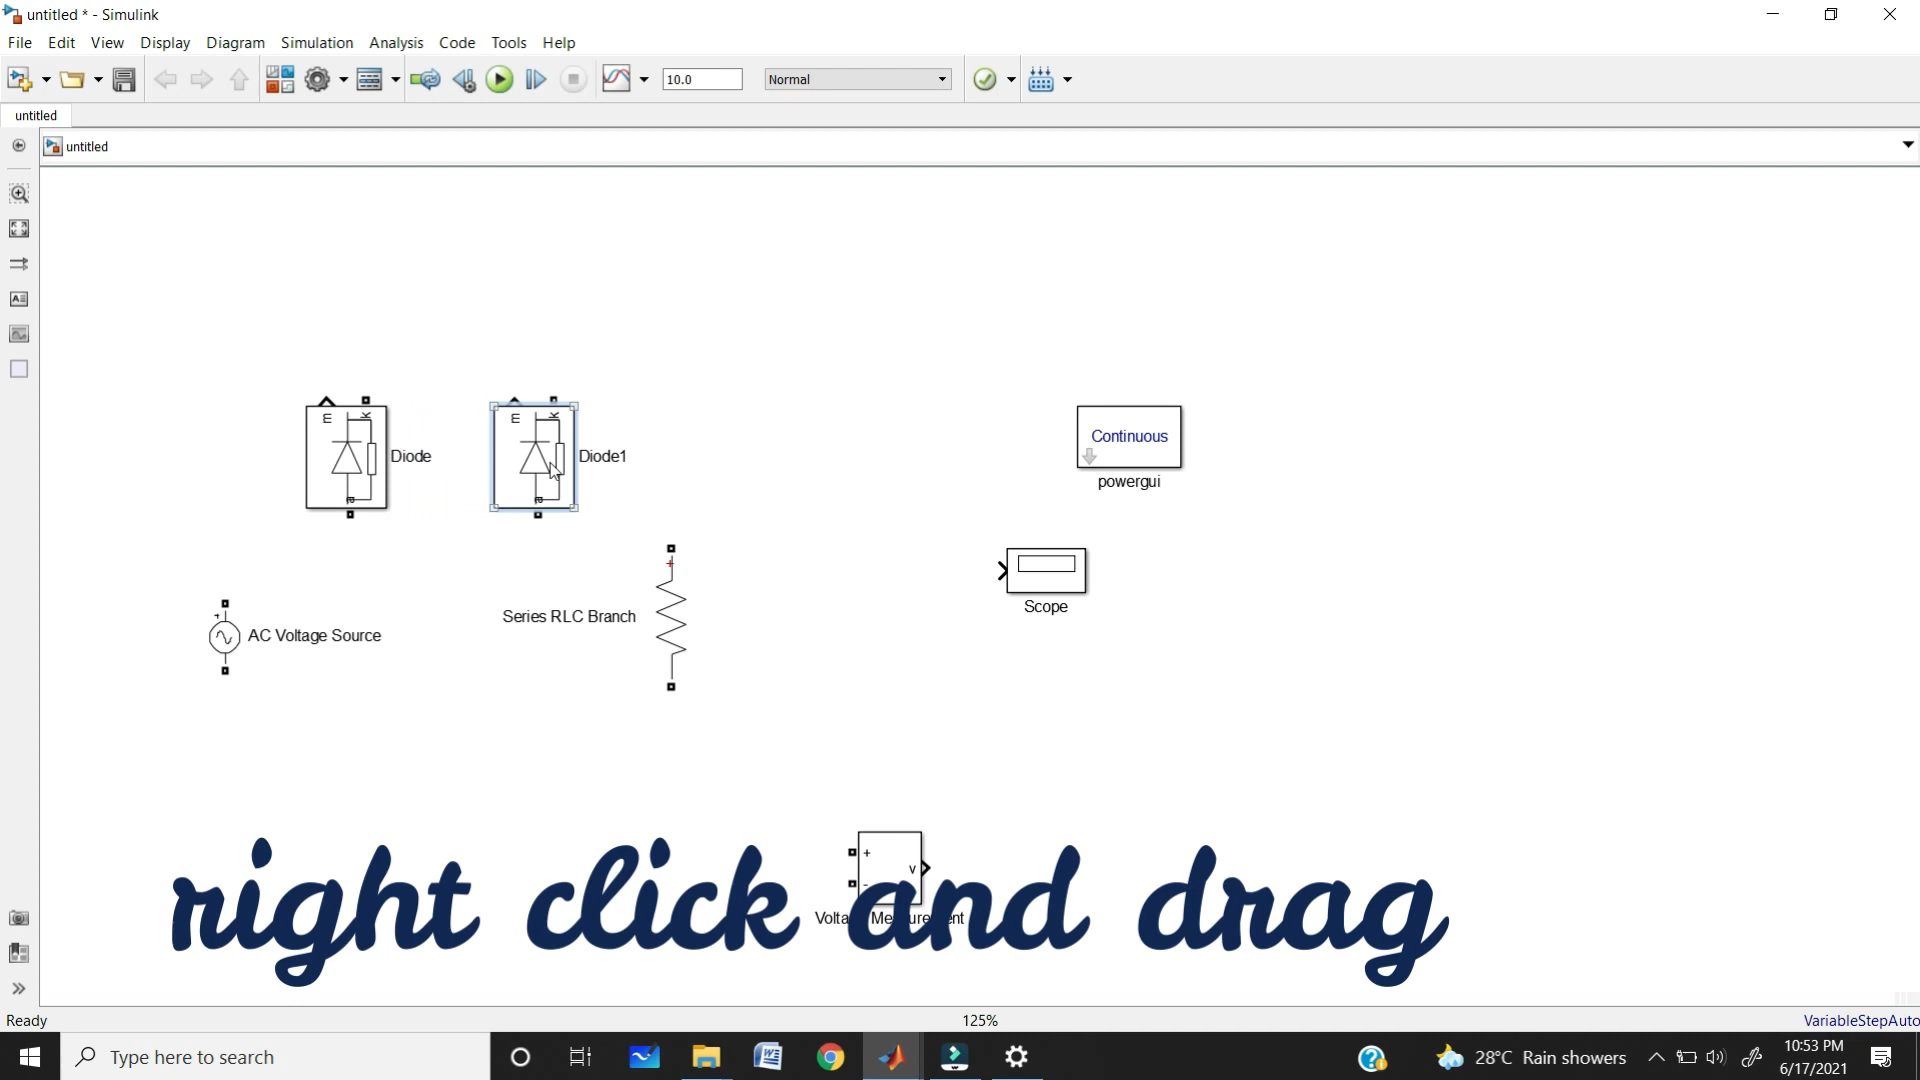 untitled * - Simulink
File Edit View Display Diagram Simulation Analysis Code Tools Help
10.0
Normal
untitled
untitled
m k
a
Diode
m k
a
Diode1
Continuous
powergui
Scope
+
Series RLC Branch
AC Voltage Source
+
v
-
right click and drag
Ready
125%
VariableStepAuto
Type here to search
28°C Rain showers
10:53 PM
6/17/2021